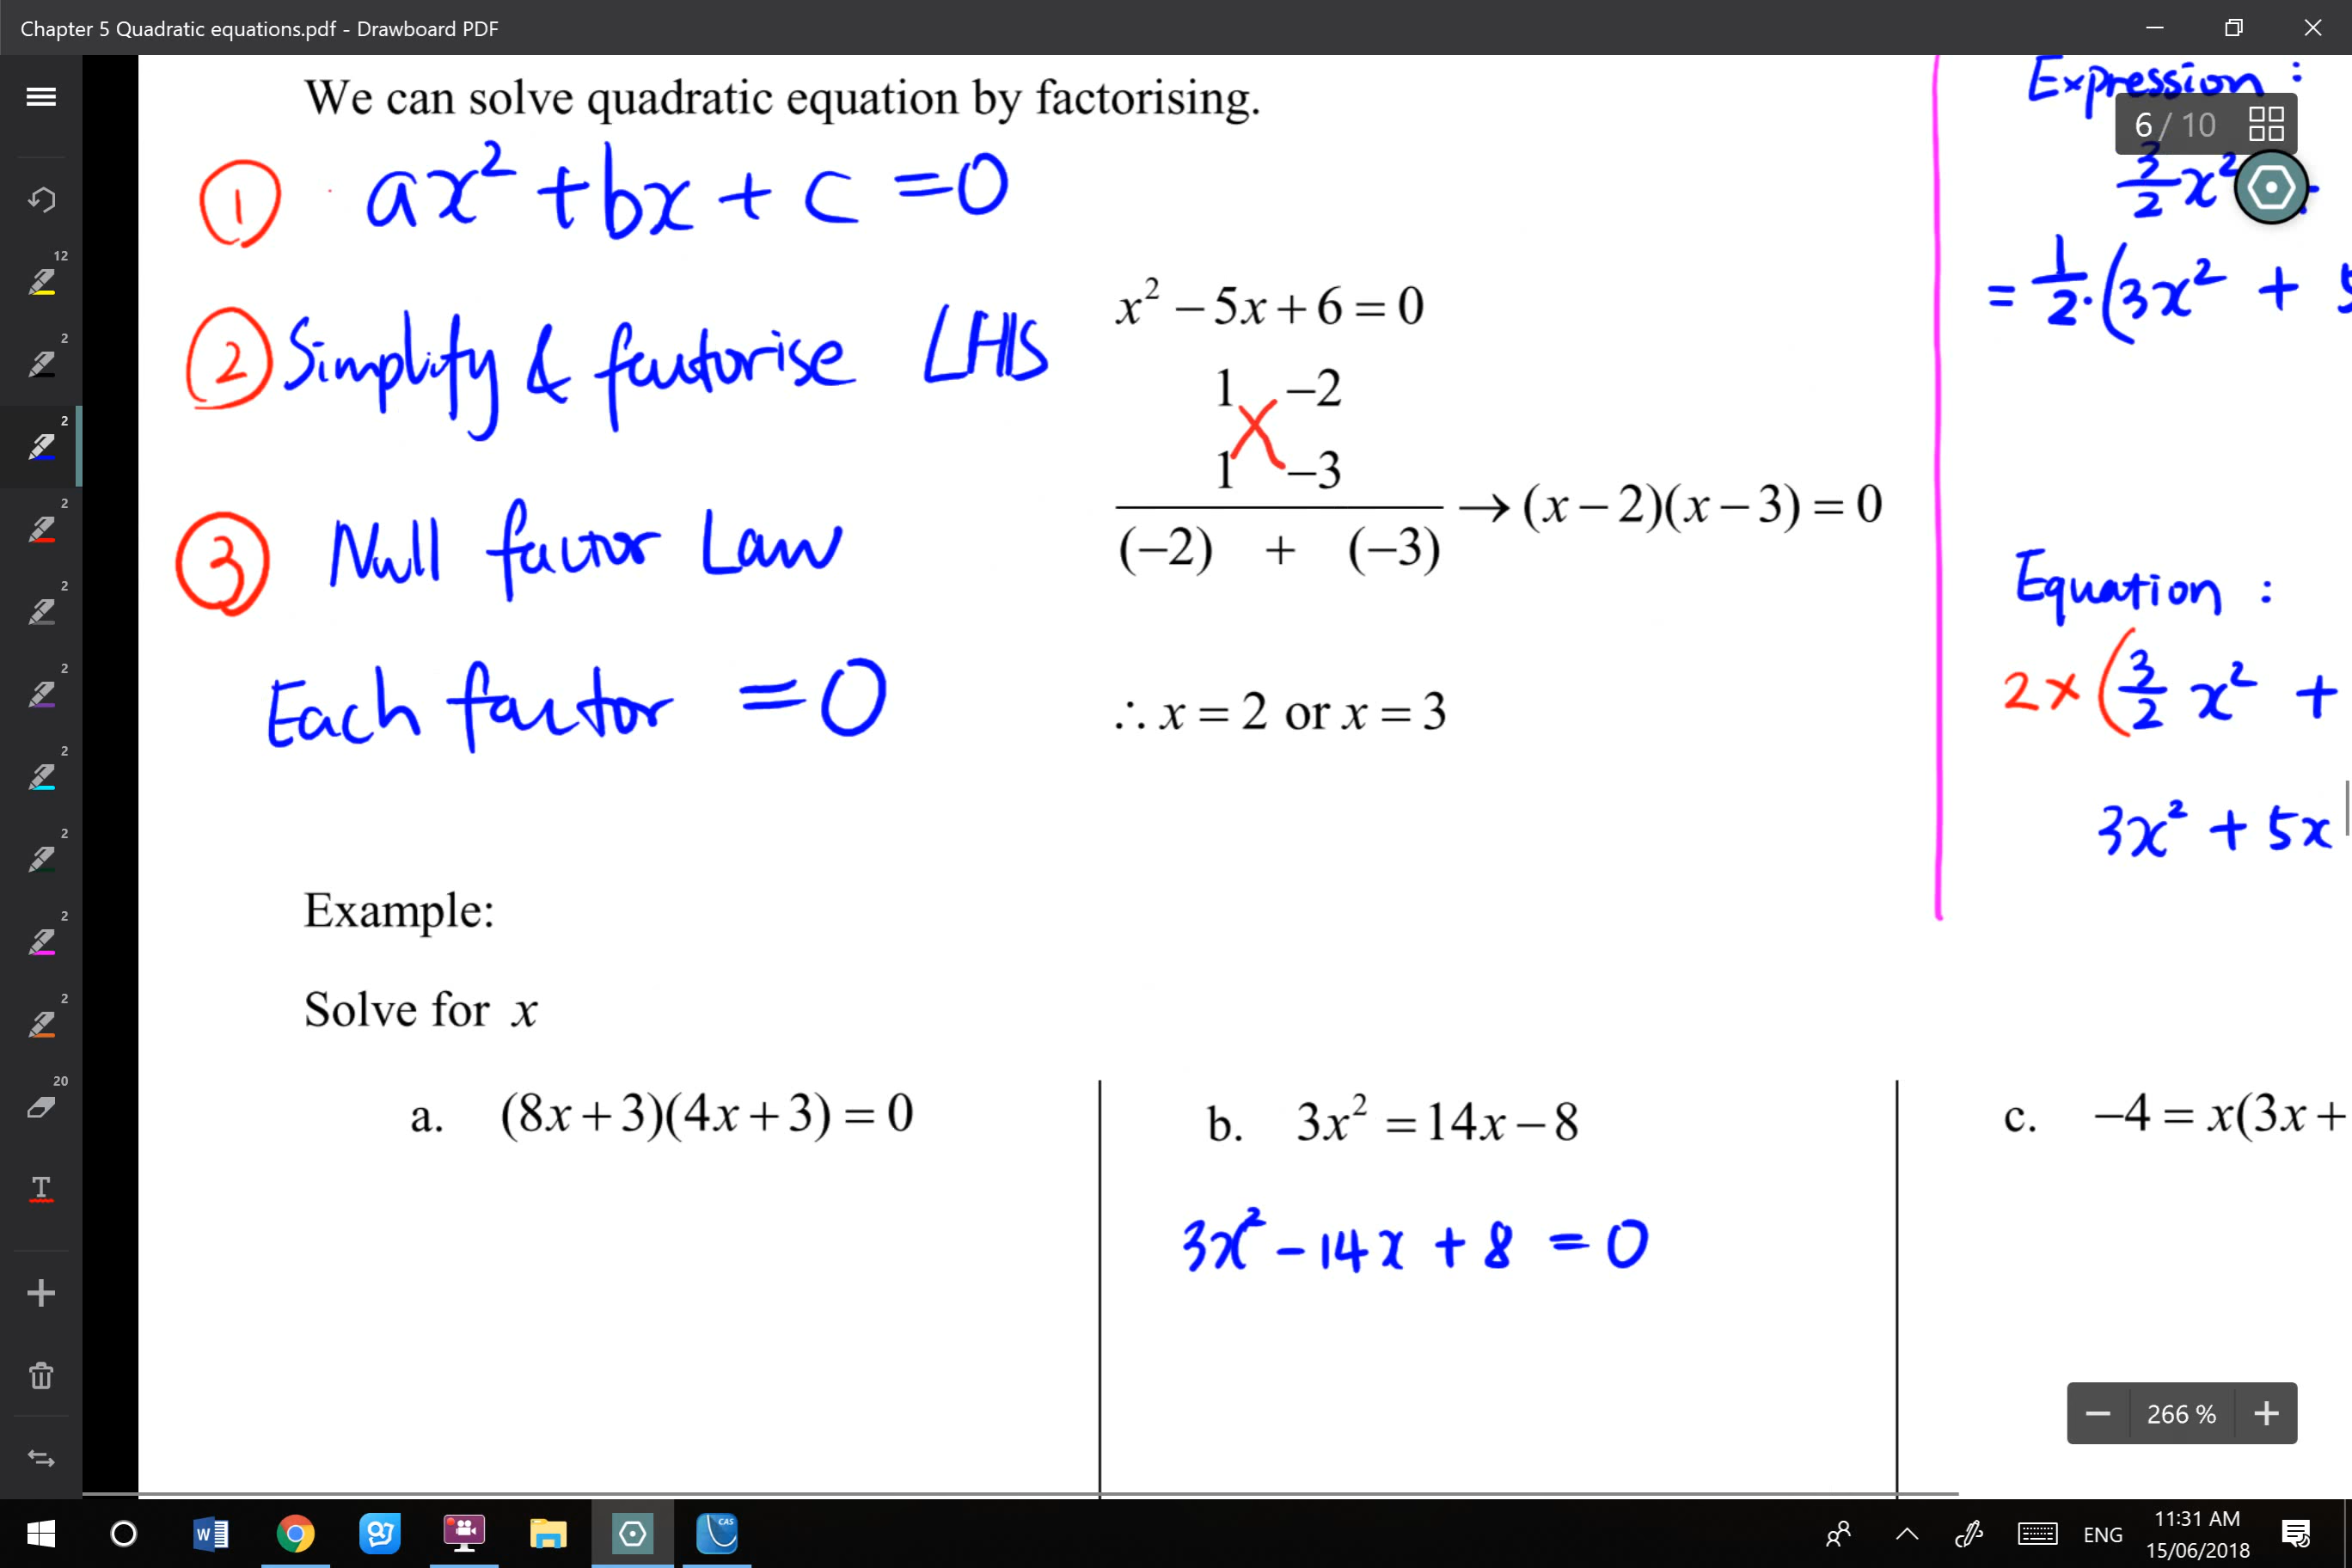 Chapter 5 Quadratic equations.pdf - Drawboard PDF
We can solve quadratic equation by factorising.
① ax² + bx + c = 0
② Simplify & factorise LHS
③ Null factor Law
Each factor = 0
x² − 5x + 6 = 0
1 −2
1 −3
(−2) + (−3)
→ (x − 2)(x − 3) = 0
∴ x = 2 or x = 3
Expression :
6 / 10
3/2 x²
= 1/2 · (3x² + 5
Equation :
2 × (3/2 x² +
3x² + 5x
Example:
Solve for x
a. (8x + 3)(4x + 3) = 0
b. 3x² = 14x − 8
3x² − 14x + 8 = 0
c. −4 = x(3x +
266 %
12
2
2
2
2
2
2
2
2
2
20
T
W
CAS
ENG
11:31 AM
15/06/2018